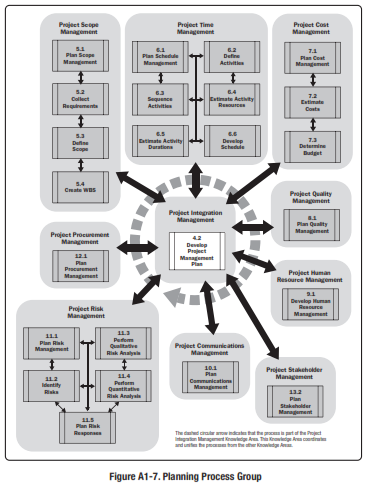 Project Scope
Management
5.1
Plan Scope
Management
5.2
Collect
Requirements
5.3
Define
Scope
5.4
Create WBS
Project Time
Management
6.1
Plan Schedule
Management
6.2
Define
Activities
6.3
Sequence
Activities
6.4
Estimate Activity
Resources
6.5
Estimate Activity
Durations
6.6
Develop
Schedule
Project Cost
Management
7.1
Plan Cost
Management
7.2
Estimate
Costs
7.3
Determine
Budget
Project Quality
Management
8.1
Plan Quality
Management
Project Integration
Management
4.2
Develop
Project
Management
Plan
Project Procurement
Management
12.1
Plan
Procurement
Management
Project Human
Resource Management
9.1
Develop Human
Resource
Management
Project Risk
Management
11.1
Plan Risk
Management
11.3
Perform
Qualitative
Risk Analysis
11.2
Identify
Risks
11.4
Perform
Quantitative
Risk Analysis
11.5
Plan Risk
Responses
Project Communications
Management
10.1
Plan
Communications
Management
Project Stakeholder
Management
13.2
Plan
Stakeholder
Management
The dashed circular arrow indicates that the process is part of the Project
Integration Management Knowledge Area. This Knowledge Area coordinates
and unifies the processes from the other Knowledge Areas.
Figure A1-7. Planning Process Group